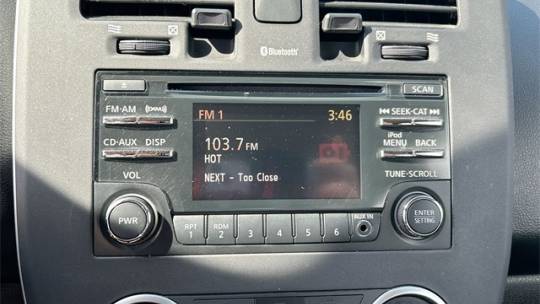 Bluetooth
SCAN
FM·AM
SEEK·CAT
FM 1
3:46
103.7 FM
HOT
NEXT - Too Close
CD·AUX DISP
iPod
MENU BACK
VOL
TUNE·SCROLL
PWR
ENTER
SETTING
RPT
1
RDM
2
3
4
5
6
AUX IN